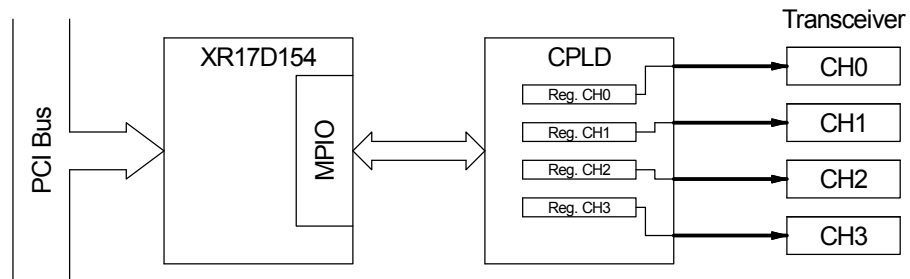 Transceiver
XR17D154
CPLD
CH0
Reg. CH0
CH1
Reg. CH1
PCI Bus
MPIO
Reg. CH2
CH2
Reg. CH3
CH3